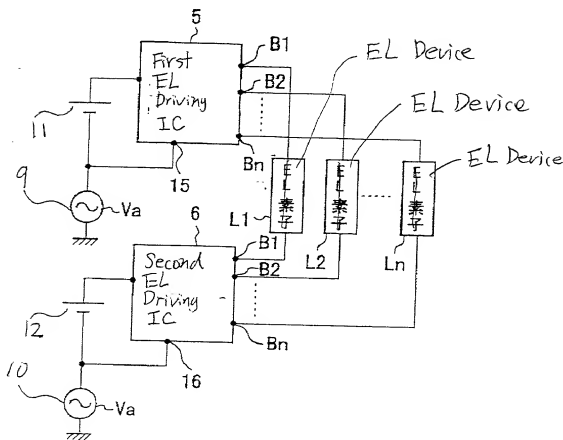 5
First
EL
Driving
IC
B1
B2
Bn
15
11
9
Va
EL Device
EL Device
EL Device
EL素子
L1
EL素子
L2
EL素子
Ln
6
Second
EL
Driving
IC
B1
B2
Bn
16
12
10
Va